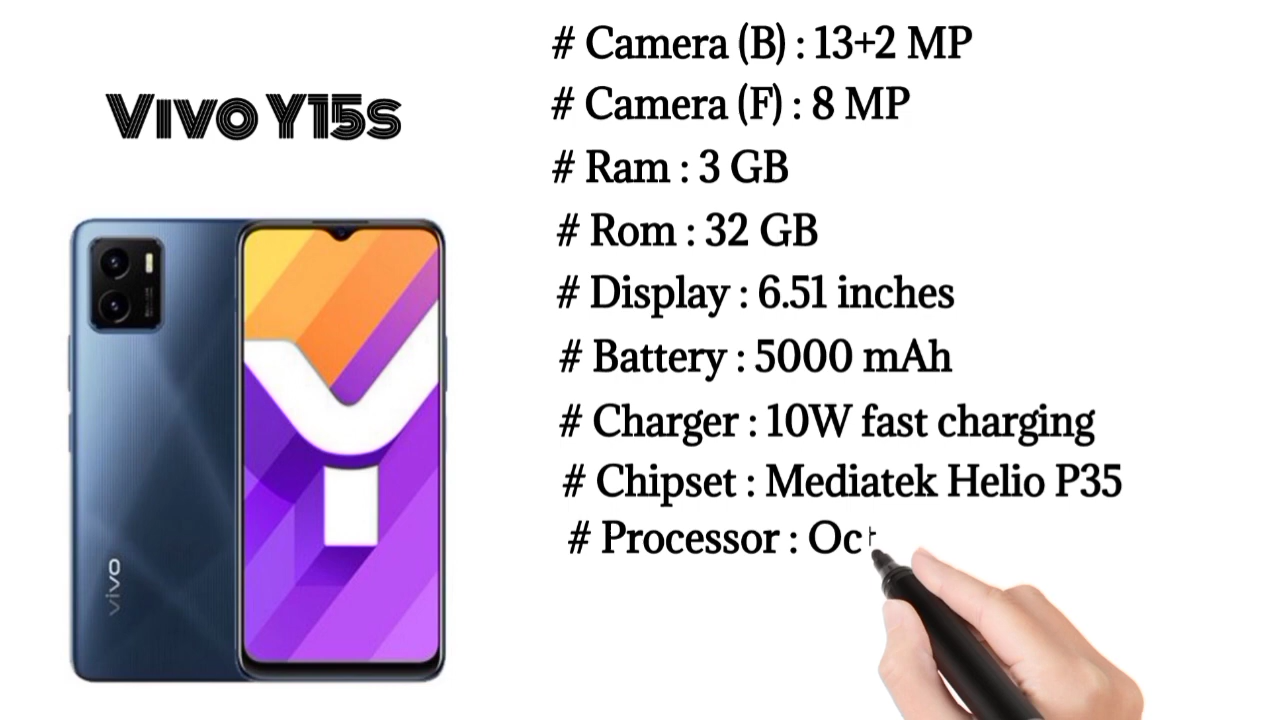 Vivo Y15s
# Camera (B) : 13+2 MP
# Camera (F) : 8 MP
# Ram : 3 GB
# Rom : 32 GB
# Display : 6.51 inches
# Battery : 5000 mAh
# Charger : 10W fast charging
# Chipset : Mediatek Helio P35
# Processor : Oct
vivo